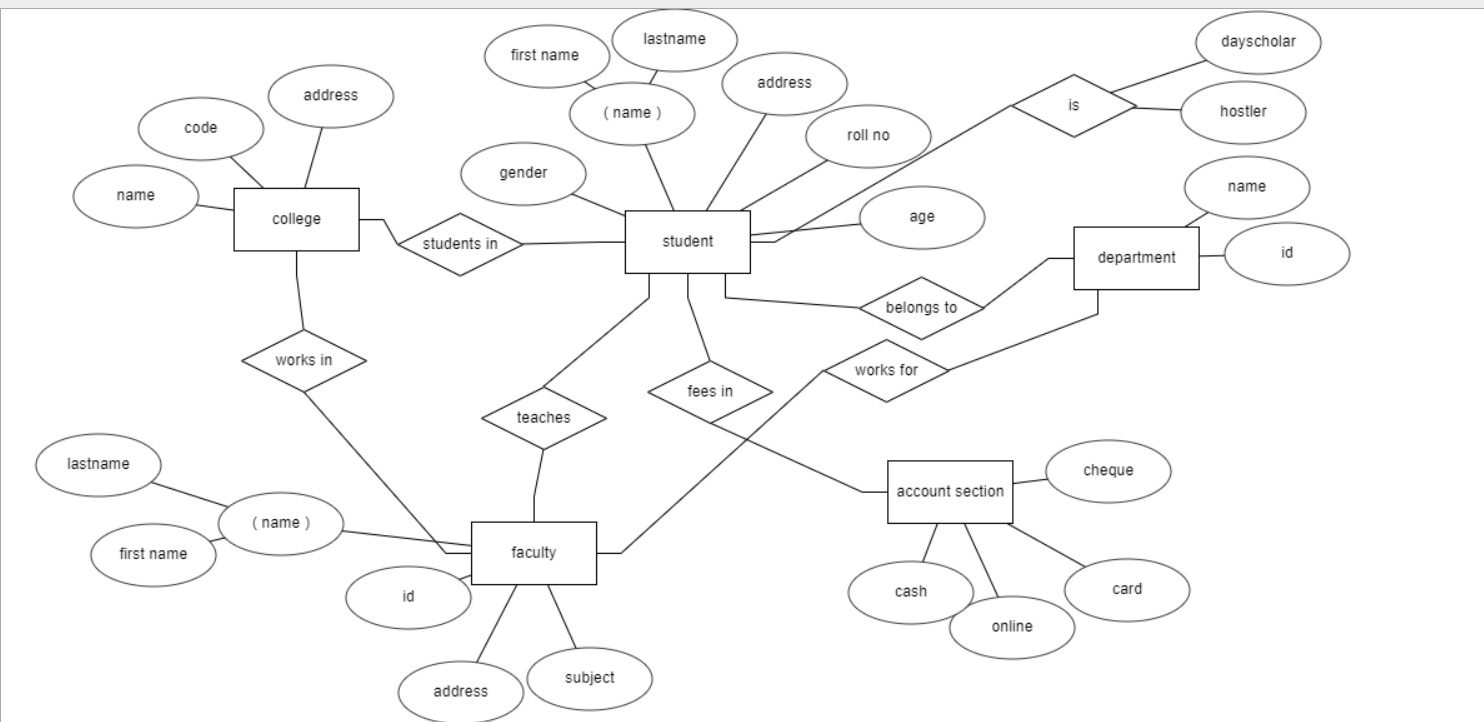 lastname
first name
dayscholar
address
address
( name )
is
code
roll no
hostler
gender
name
name
college
age
students in
student
department
id
belongs to
works in
works for
fees in
teaches
lastname
cheque
account section
( name )
first name
faculty
id
cash
card
online
subject
address